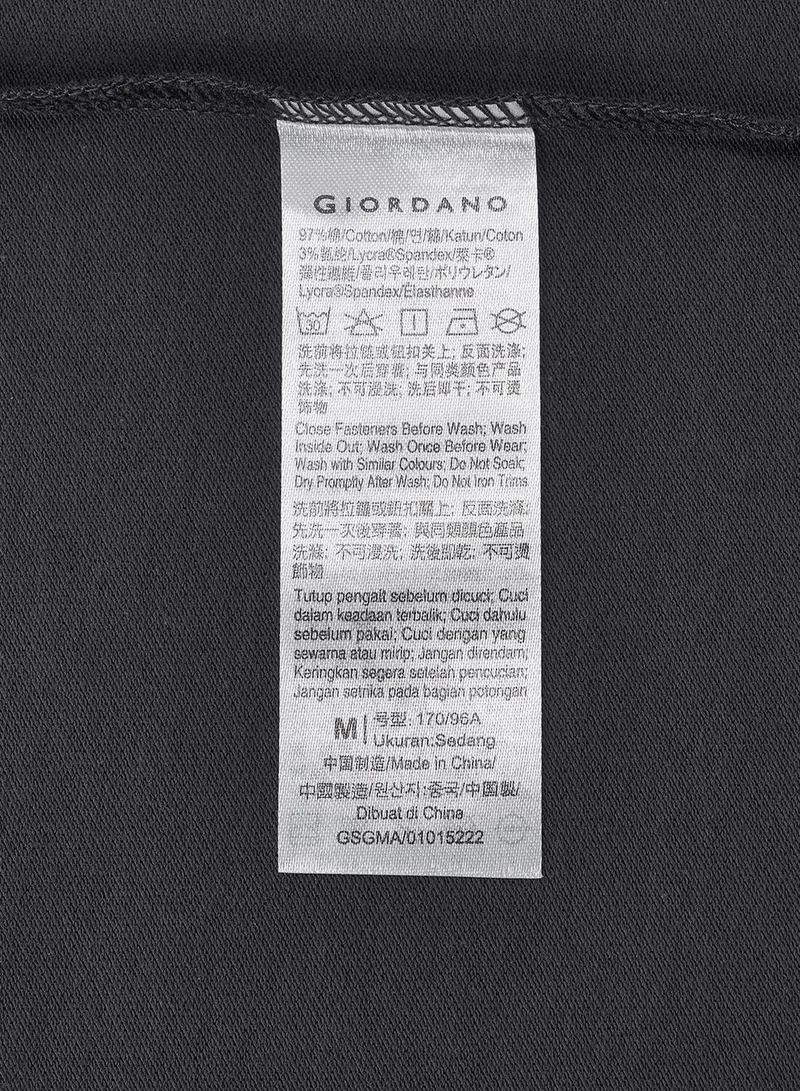 GIORDANO
97%棉/Cotton/棉/면/綿/Katun/Coton
3%氨纶/Lycra®Spandex/萊卡®
彈性纖維/폴리우레탄/ポリウレタン/
Lycra®Spandex/Élasthanne
30
洗前将拉链或纽扣关上; 反面洗涤;
先洗一次后穿著; 与同类颜色产品
洗涤; 不可浸洗; 洗后即干; 不可烫
饰物
Close Fasteners Before Wash; Wash
Inside Out; Wash Once Before Wear;
Wash with Similar Colours; Do Not Soak;
Dry Promptly After Wash; Do Not Iron Trims
洗前將拉鏈或鈕扣關上; 反面洗滌;
先洗一次後穿著; 與同類顏色產品
洗滌; 不可浸洗; 洗後即乾; 不可燙
飾物
Tutup pengait sebelum dicuci; Cuci
dalam keadaan terbalik; Cuci dahulu
sebelum pakai; Cuci dengan yang
sewarna atau mirip; Jangan direndam;
Keringkan segera setelah pencucian;
Jangan setrika pada bagian potongan
M 号型: 170/96A
Ukuran:Sedang
中国制造/Made in China/
中國製造/원산지:중국/中國製/
Dibuat di China
GSGMA/01015222